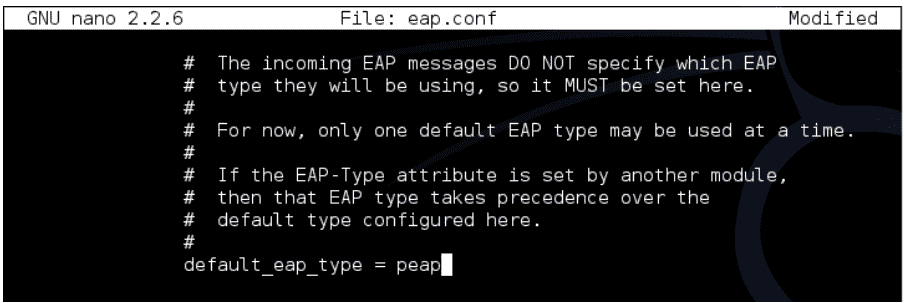 GNU nano 2.2.6 File: eap.conf Modified
# The incoming EAP messages DO NOT specify which EAP
# type they will be using, so it MUST be set here.
#
# For now, only one default EAP type may be used at a time.
#
# If the EAP-Type attribute is set by another module,
# then that EAP type takes precedence over the
# default type configured here.
#
default_eap_type = peap